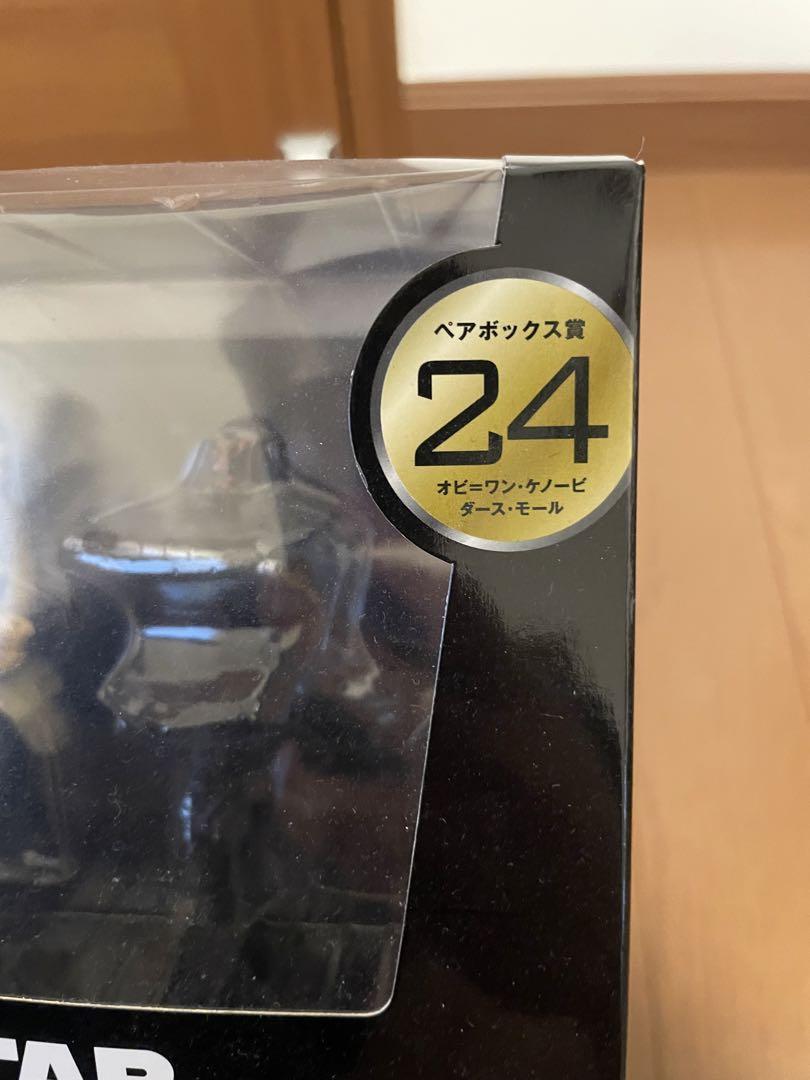 ペアボックス賞
24
オビ=ワン・ケノービ
ダース・モール
TAR